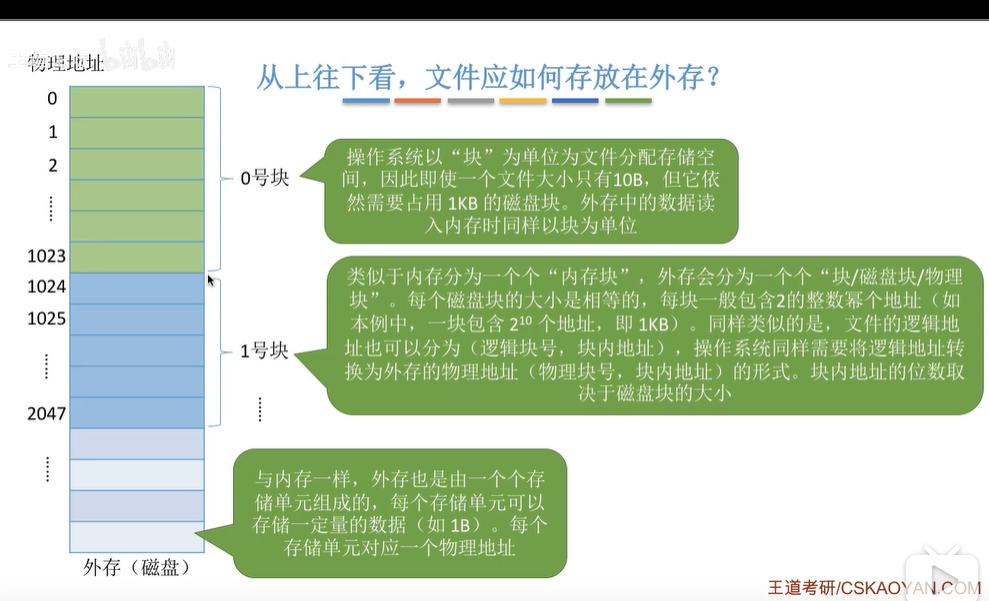 物理地址
从上往下看，文件应如何存放在外存？
0
1
2
……
1023
1024
1025
……
2047
……
0号块
1号块
……
操作系统以“块”为单位为文件分配存储空
间，因此即使一个文件大小只有10B，但它依
然需要占用 1KB 的磁盘块。外存中的数据读
入内存时同样以块为单位
类似于内存分为一个个“内存块”，外存会分为一个个“块/磁盘块/物理
块”。每个磁盘块的大小是相等的，每块一般包含2的整数幂个地址（如
本例中，一块包含 2¹⁰ 个地址，即 1KB）。同样类似的是，文件的逻辑地
址也可以分为（逻辑块号，块内地址），操作系统同样需要将逻辑地址转
换为外存的物理地址（物理块号，块内地址）的形式。块内地址的位数取
决于磁盘块的大小
与内存一样，外存也是由一个个存
储单元组成的，每个存储单元可以
存储一定量的数据（如 1B）。每个
存储单元对应一个物理地址
外存（磁盘）
王道考研/CSKAOYAN.COM